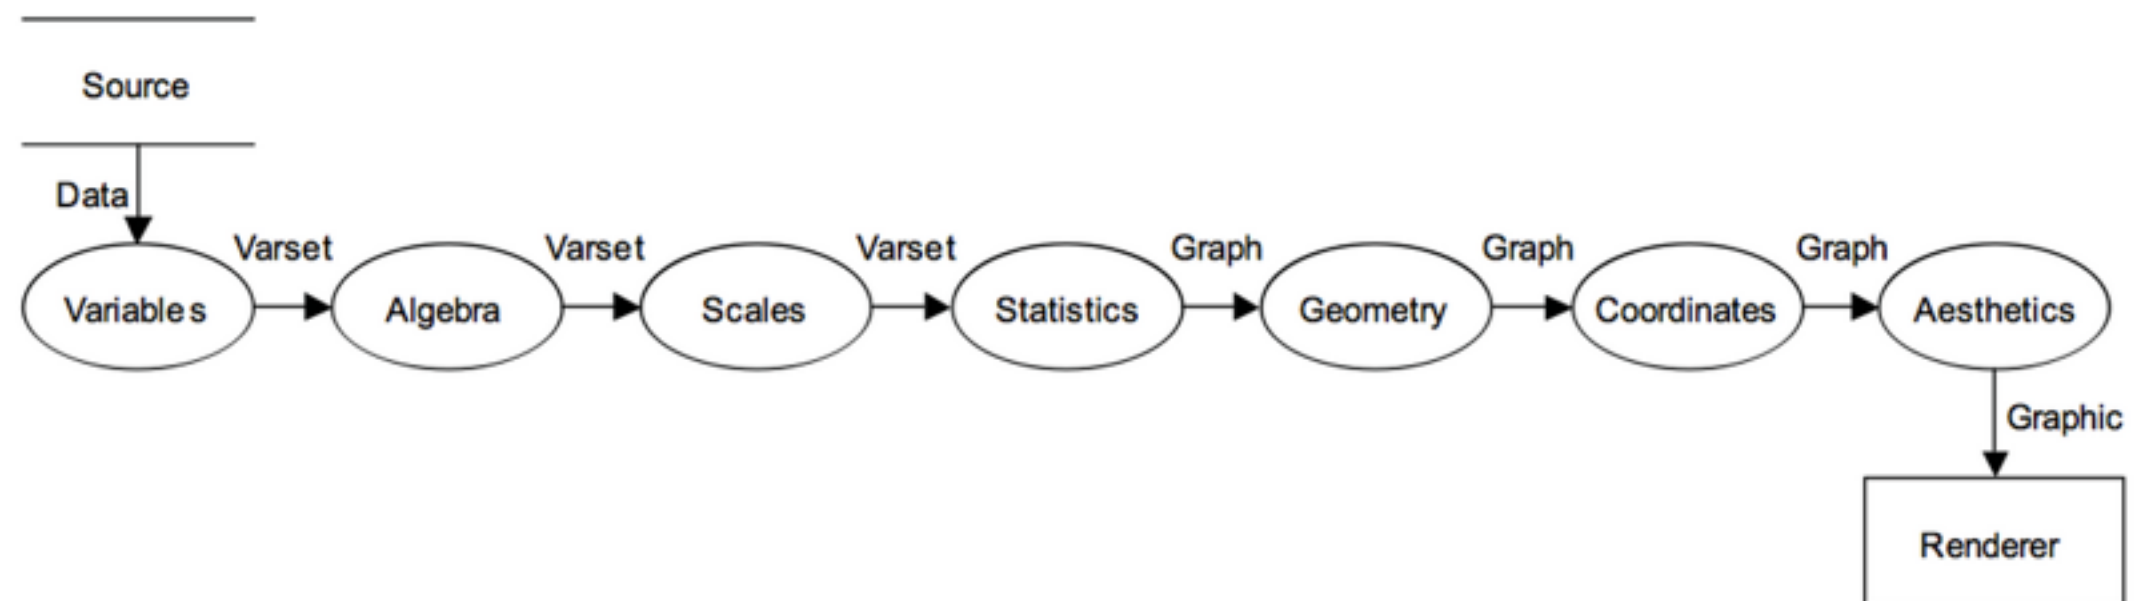 Source
Data
Varset
Varset
Varset
Graph
Graph
Graph
Variables
Algebra
Scales
Statistics
Geometry
Coordinates
Aesthetics
Graphic
Renderer